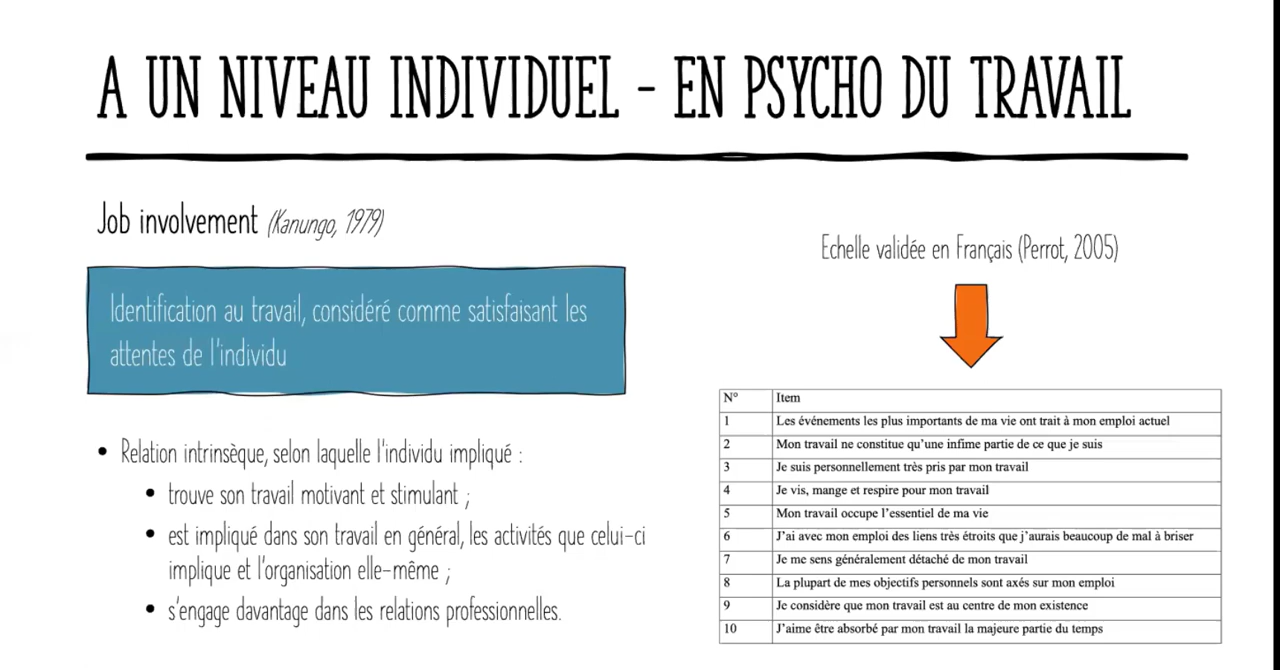 A UN NIVEAU INDIVIDUEL - EN PSYCHO DU TRAVAIL
Job involvement (Kanungo, 1979)
Identification au travail, considéré comme satisfaisant les
attentes de l'individu
• Relation intrinsèque, selon laquelle l'individu impliqué :
• trouve son travail motivant et stimulant ;
• est impliqué dans son travail en général, les activités que celui-ci
implique et l'organisation elle-même ;
• s'engage davantage dans les relations professionnelles.
Echelle validée en Français (Perrot, 2005)
N° Item
1 Les événements les plus importants de ma vie ont trait à mon emploi actuel
2 Mon travail ne constitue qu'une infime partie de ce que je suis
3 Je suis personnellement très pris par mon travail
4 Je vis, mange et respire pour mon travail
5 Mon travail occupe l'essentiel de ma vie
6 J'ai avec mon emploi des liens très étroits que j'aurais beaucoup de mal à briser
7 Je me sens généralement détaché de mon travail
8 La plupart de mes objectifs personnels sont axés sur mon emploi
9 Je considère que mon travail est au centre de mon existence
10 J'aime être absorbé par mon travail la majeure partie du temps